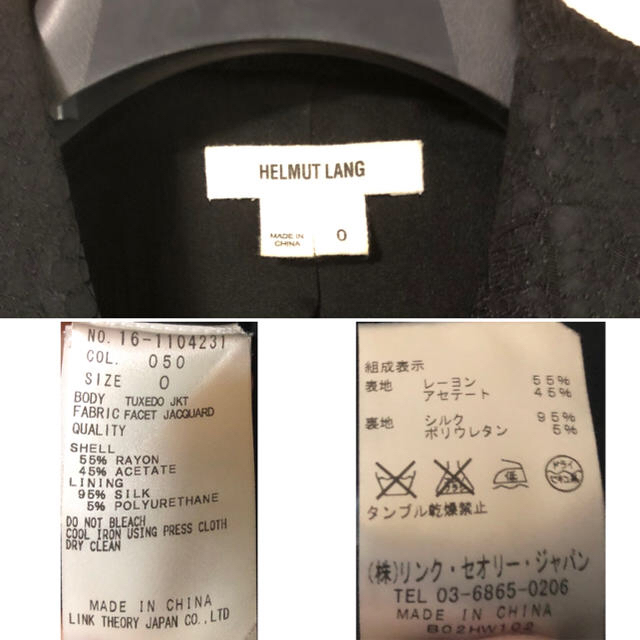 HELMUT LANG
MADE IN
CHINA
0
NO. 16-1104231
COL. 050
SIZE 0
BODY TUXEDO JKT
FABRIC FACET JACQUARD
QUALITY
SHELL
55% RAYON
45% ACETATE
LINING
95% SILK
5% POLYURETHANE
DO NOT BLEACH
COOL IRON USING PRESS CLOTH
DRY CLEAN
MADE IN CHINA
LINK THEORY JAPAN CO.,LTD
組成表示
表地 レーヨン 55%
アセテート 45%
裏地 シルク 95%
ポリウレタン 5%
低 ドライ
タンブル乾燥禁止
(株)リンク・セオリー・ジャパン
TEL 03-6865-0206
MADE IN CHINA
B02HW102